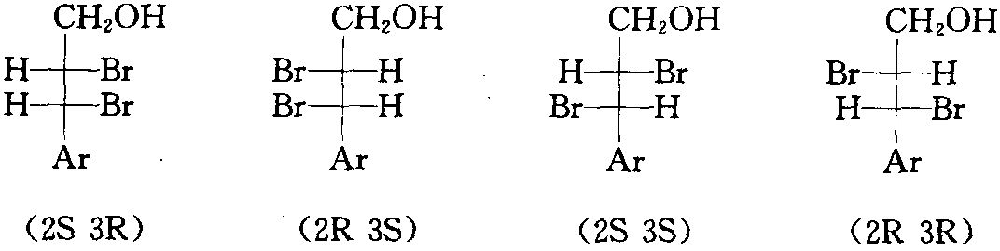 CH₂OH CH₂OH CH₂OH CH₂OH
H Br Br H H Br Br H
H Br Br H Br H H Br
Ar Ar Ar Ar
(2S 3R) (2R 3S) (2S 3S) (2R 3R)